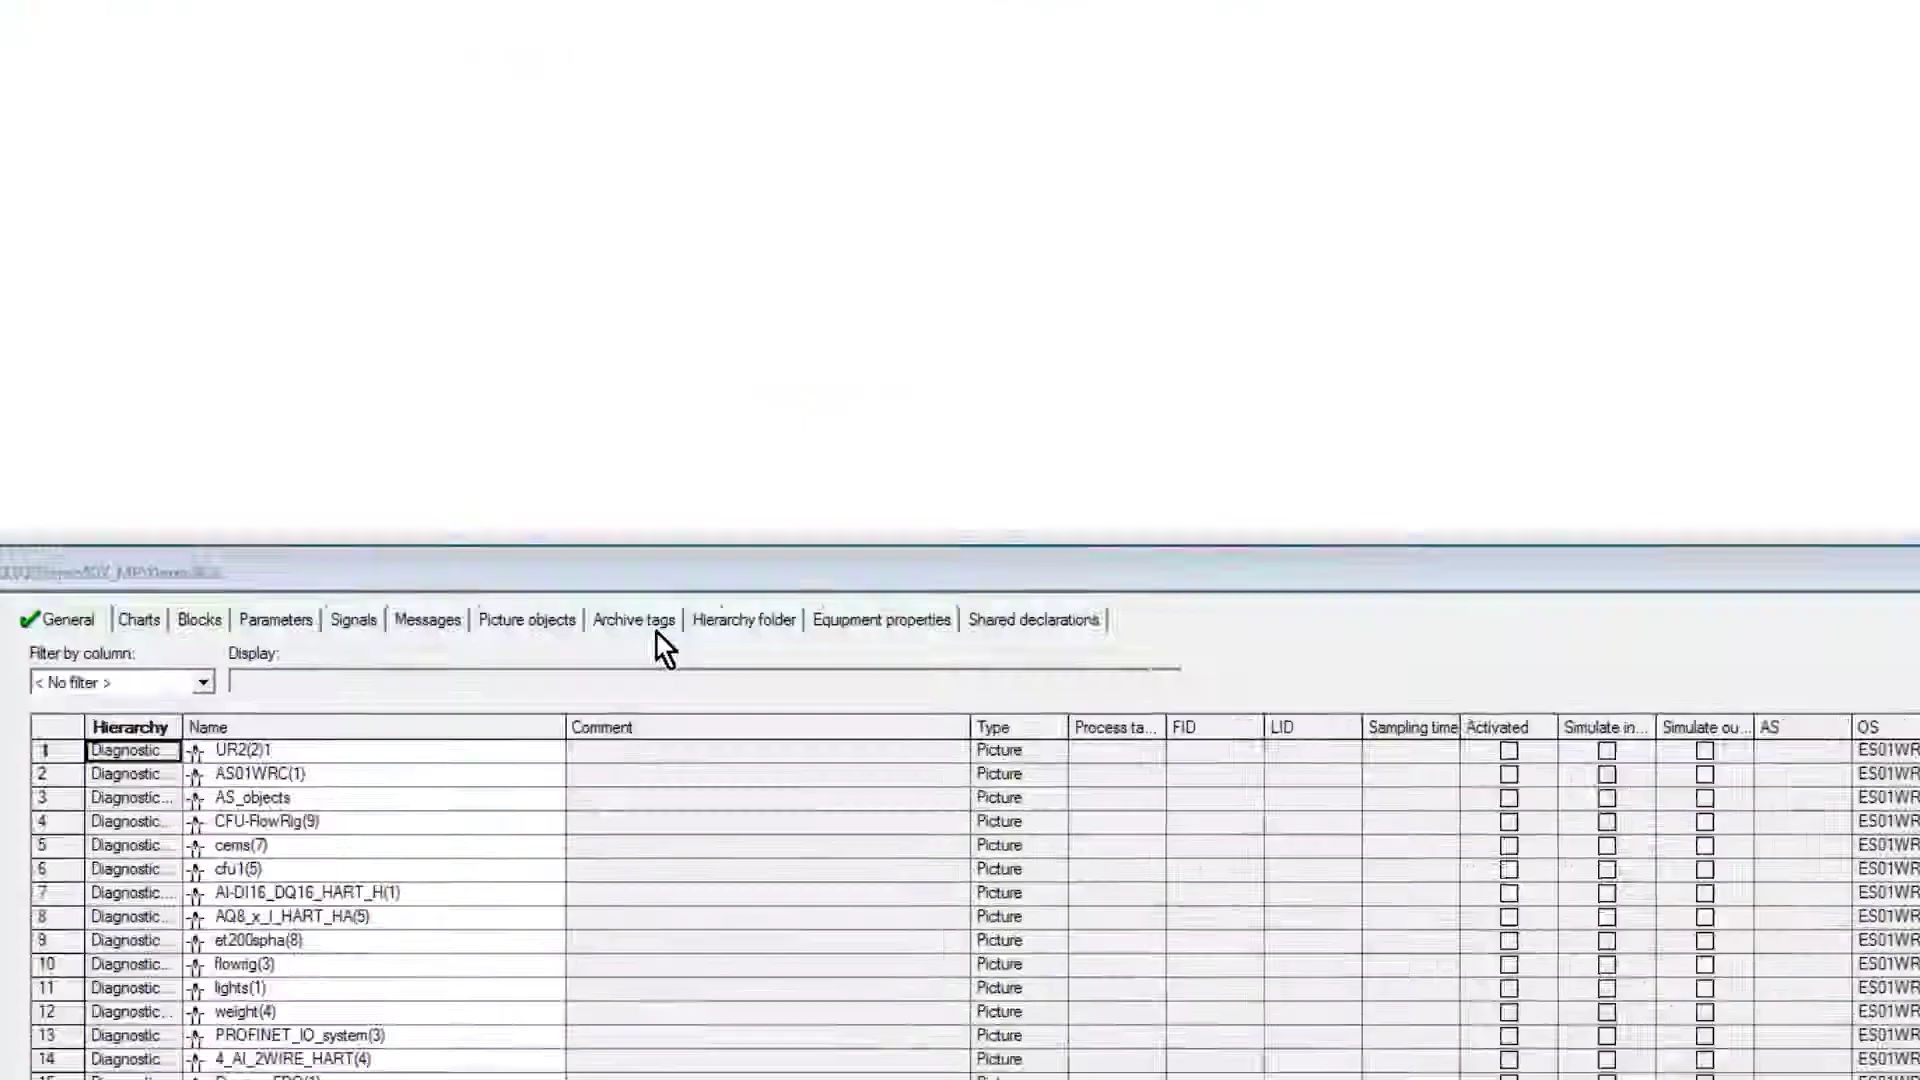 General | Charts | Blocks | Parameters | Signals | Messages | Picture objects | Archive tags | Hierarchy folder | Equipment properties | Shared declarations |
Filter by column: Display:
< No filter >
Hierarchy Name Comment Type Process ta... FID LID Sampling time Activated Simulate in... Simulate ou... AS OS
1 Diagnostic UR2(2)1 Picture ES01WR
2 Diagnostic... AS01WRC(1) Picture ES01WR
3 Diagnostic... AS_objects Picture ES01WR
4 Diagnostic... CFU-FlowRig(9) Picture ES01WR
5 Diagnostic... cems(7) Picture ES01WR
6 Diagnostic... cfu1(5) Picture ES01WR
7 Diagnostic... AI-DI16_DQ16_HART_H(1) Picture ES01WR
8 Diagnostic... AQ8_x_I_HART_HA(5) Picture ES01WR
9 Diagnostic... et200spha(8) Picture ES01WR
10 Diagnostic... flowrig(3) Picture ES01WR
11 Diagnostic... lights(1) Picture ES01WR
12 Diagnostic... weight(4) Picture ES01WR
13 Diagnostic... PROFINET_IO_system(3) Picture ES01WR
14 Diagnostic... 4_AI_2WIRE_HART(4) Picture ES01WR